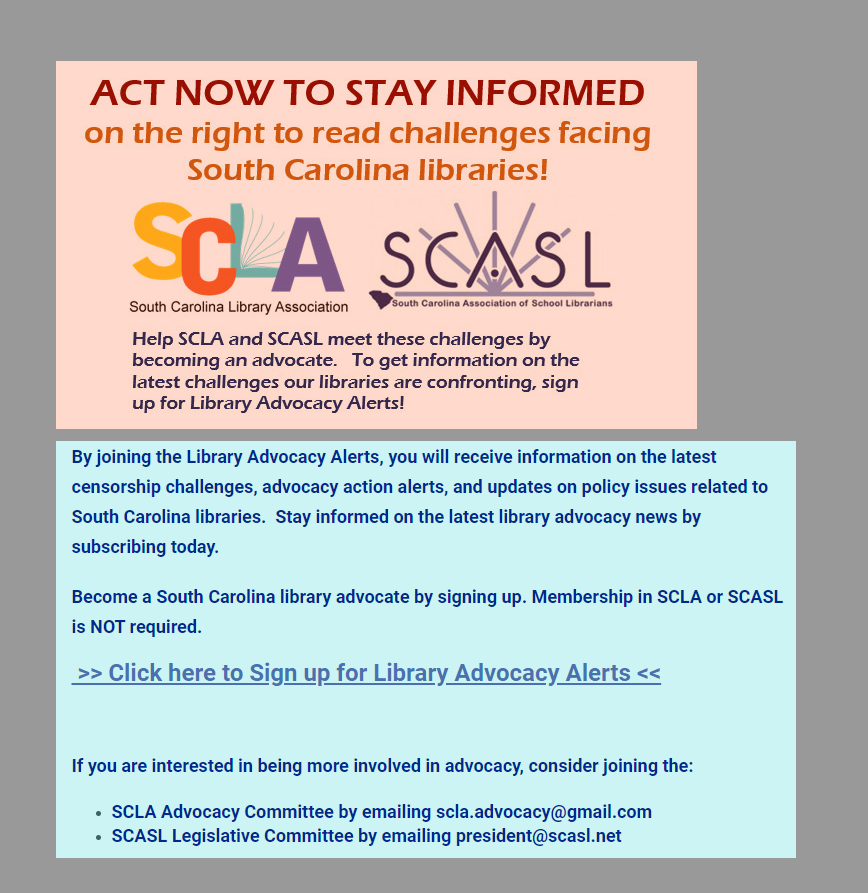 ACT NOW TO STAY INFORMED
on the right to read challenges facing
South Carolina libraries!
SCLA
South Carolina Library Association
SCASL
South Carolina Association of School Librarians
Help SCLA and SCASL meet these challenges by
becoming an advocate.   To get information on the
latest challenges our libraries are confronting, sign
up for Library Advocacy Alerts!
By joining the Library Advocacy Alerts, you will receive information on the latest
censorship challenges, advocacy action alerts, and updates on policy issues related to
South Carolina libraries.  Stay informed on the latest library advocacy news by
subscribing today.
Become a South Carolina library advocate by signing up. Membership in SCLA or SCASL
is NOT required.
>> Click here to Sign up for Library Advocacy Alerts <<
If you are interested in being more involved in advocacy, consider joining the:
• SCLA Advocacy Committee by emailing scla.advocacy@gmail.com
• SCASL Legislative Committee by emailing president@scasl.net